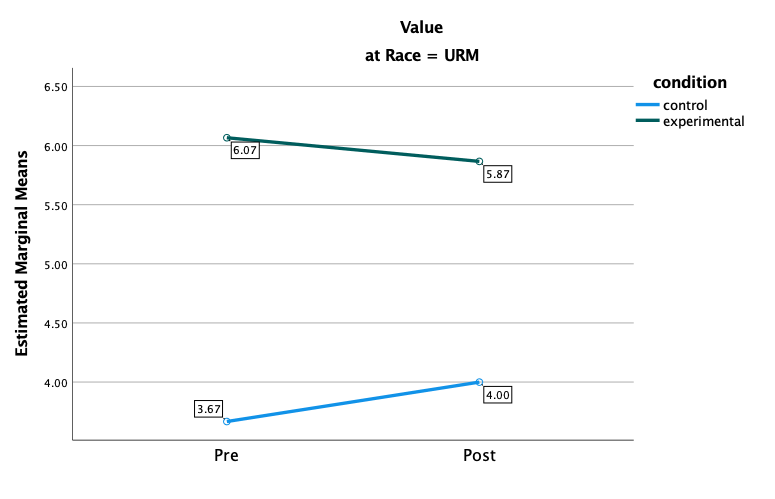 Value
at Race = URM
condition
control
experimental
Estimated Marginal Means
6.50
6.00
5.50
5.00
4.50
4.00
6.07
5.87
3.67
4.00
Pre
Post